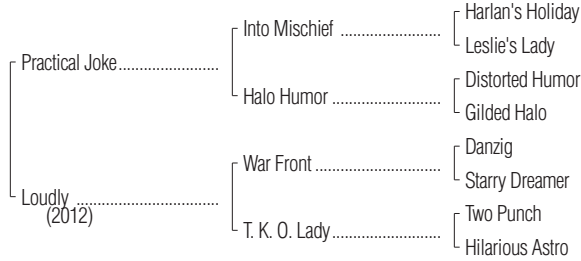 Harlan's Holiday
Into Mischief ........................
Leslie's Lady
Practical Joke........................
Distorted Humor
Halo Humor ..........................
Gilded Halo
Danzig
War Front ..............................
Starry Dreamer
Loudly ..................................
(2012)
Two Punch
T. K. O. Lady..........................
Hilarious Astro